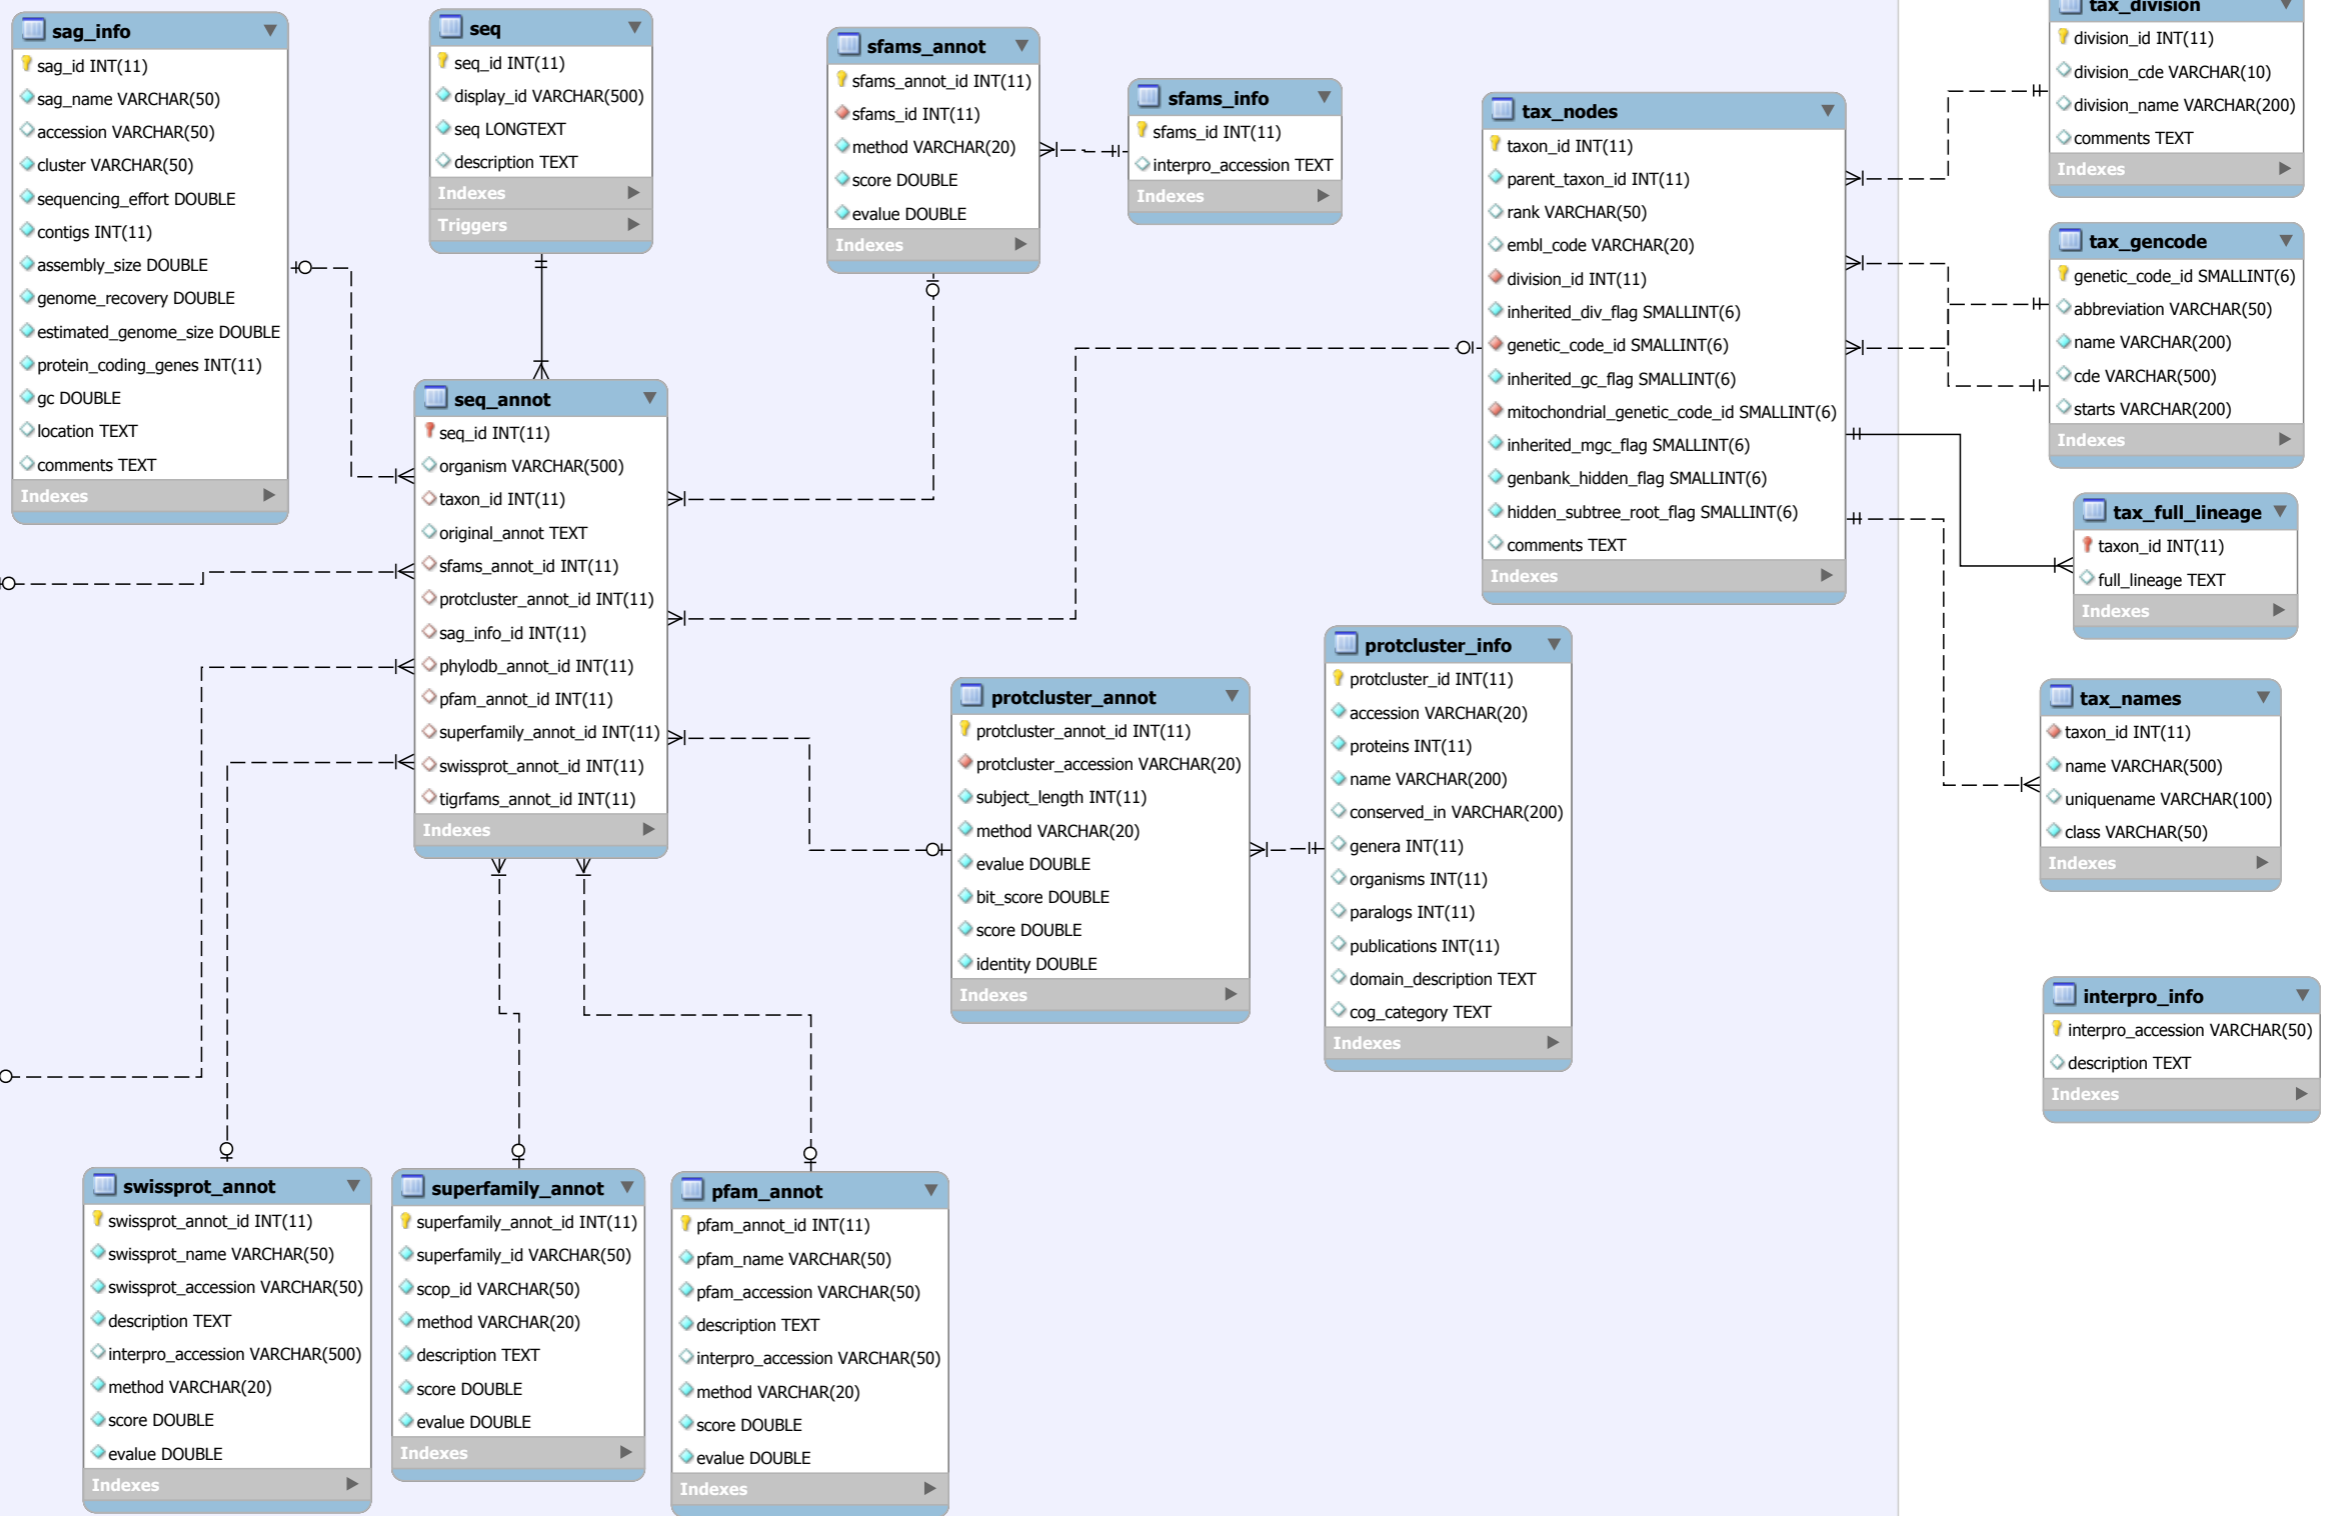 sag_info
sag_id INT(11)
sag_name VARCHAR(50)
accession VARCHAR(50)
cluster VARCHAR(50)
sequencing_effort DOUBLE
contigs INT(11)
assembly_size DOUBLE
genome_recovery DOUBLE
estimated_genome_size DOUBLE
protein_coding_genes INT(11)
gc DOUBLE
location TEXT
comments TEXT
Indexes
seq
seq_id INT(11)
display_id VARCHAR(500)
seq LONGTEXT
description TEXT
Indexes
Triggers
sfams_annot
sfams_annot_id INT(11)
sfams_id INT(11)
method VARCHAR(20)
score DOUBLE
evalue DOUBLE
Indexes
sfams_info
sfams_id INT(11)
interpro_accession TEXT
Indexes
tax_nodes
taxon_id INT(11)
parent_taxon_id INT(11)
rank VARCHAR(50)
embl_code VARCHAR(20)
division_id INT(11)
inherited_div_flag SMALLINT(6)
genetic_code_id SMALLINT(6)
inherited_gc_flag SMALLINT(6)
mitochondrial_genetic_code_id SMALLINT(6)
inherited_mgc_flag SMALLINT(6)
genbank_hidden_flag SMALLINT(6)
hidden_subtree_root_flag SMALLINT(6)
comments TEXT
Indexes
tax_division
division_id INT(11)
division_cde VARCHAR(10)
division_name VARCHAR(200)
comments TEXT
Indexes
tax_gencode
genetic_code_id SMALLINT(6)
abbreviation VARCHAR(50)
name VARCHAR(200)
cde VARCHAR(500)
starts VARCHAR(200)
Indexes
tax_full_lineage
taxon_id INT(11)
full_lineage TEXT
Indexes
tax_names
taxon_id INT(11)
name VARCHAR(500)
uniquename VARCHAR(100)
class VARCHAR(50)
Indexes
seq_annot
seq_id INT(11)
organism VARCHAR(500)
taxon_id INT(11)
original_annot TEXT
sfams_annot_id INT(11)
protcluster_annot_id INT(11)
sag_info_id INT(11)
phylodb_annot_id INT(11)
pfam_annot_id INT(11)
superfamily_annot_id INT(11)
swissprot_annot_id INT(11)
tigrfams_annot_id INT(11)
Indexes
protcluster_annot
protcluster_annot_id INT(11)
protcluster_accession VARCHAR(20)
subject_length INT(11)
method VARCHAR(20)
evalue DOUBLE
bit_score DOUBLE
score DOUBLE
identity DOUBLE
Indexes
protcluster_info
protcluster_id INT(11)
accession VARCHAR(20)
proteins INT(11)
name VARCHAR(200)
conserved_in VARCHAR(200)
genera INT(11)
organisms INT(11)
paralogs INT(11)
publications INT(11)
domain_description TEXT
cog_category TEXT
Indexes
interpro_info
interpro_accession VARCHAR(50)
description TEXT
Indexes
swissprot_annot
swissprot_annot_id INT(11)
swissprot_name VARCHAR(50)
swissprot_accession VARCHAR(50)
description TEXT
interpro_accession VARCHAR(500)
method VARCHAR(20)
score DOUBLE
evalue DOUBLE
Indexes
superfamily_annot
superfamily_annot_id INT(11)
superfamily_id VARCHAR(50)
scop_id VARCHAR(50)
method VARCHAR(20)
description TEXT
score DOUBLE
evalue DOUBLE
Indexes
pfam_annot
pfam_annot_id INT(11)
pfam_name VARCHAR(50)
pfam_accession VARCHAR(50)
description TEXT
interpro_accession VARCHAR(50)
method VARCHAR(20)
score DOUBLE
evalue DOUBLE
Indexes